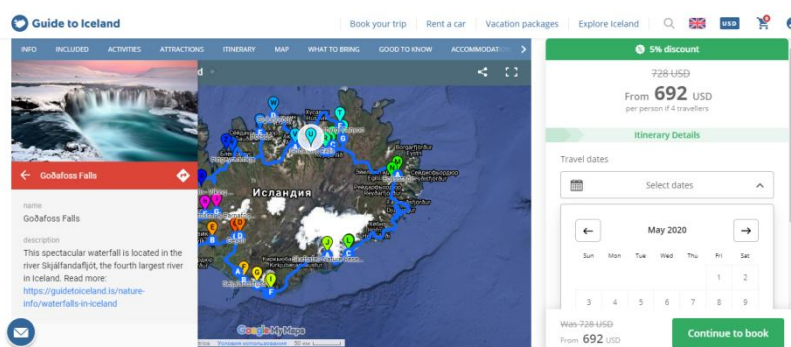 Guide to Iceland
Book your trip
Rent a car
Vacation packages
Explore Iceland
USD
INFO
INCLUDED
ACTIVITIES
ATTRACTIONS
ITINERARY
MAP
WHAT TO BRING
GOOD TO KNOW
Goðafoss Falls
name
Goðafoss Falls
description
This spectacular waterfall is located in the
river Skjálfandafljót, the fourth largest river
in Iceland. Read more:
https://guidetoiceland.is/nature-
info/waterfalls-in-iceland
Исландия
Google My Maps
Условия использования
50 км
5% discount
728 USD
From 692 USD
per person if 4 travellers
Itinerary Details
Travel dates
Select dates
May 2020
Sun Mon Tue Wed Thu Fri Sat
1 2
3 4 5 6 7 8 9
Was 728 USD
From 692 USD
Continue to book